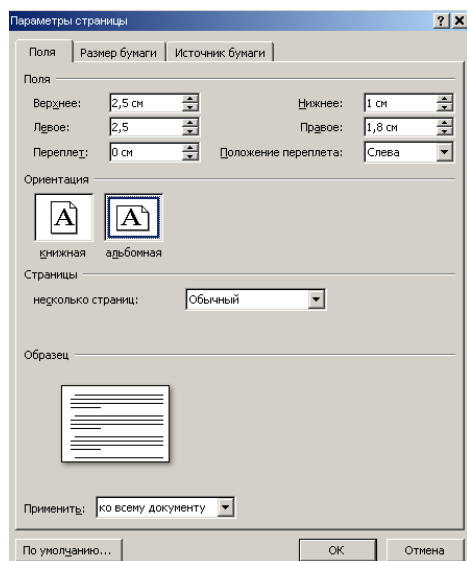 Параметры страницы
Поля Размер бумаги Источник бумаги
Поля
Верхнее: 2,5 см Нижнее: 1 см
Левое: 2,5 Правое: 1,8 см
Переплет: 0 см Положение переплета: Слева
Ориентация
A A
книжная альбомная
Страницы
несколько страниц: Обычный
Образец
Применить: ко всему документу
По умолчанию... ОК Отмена